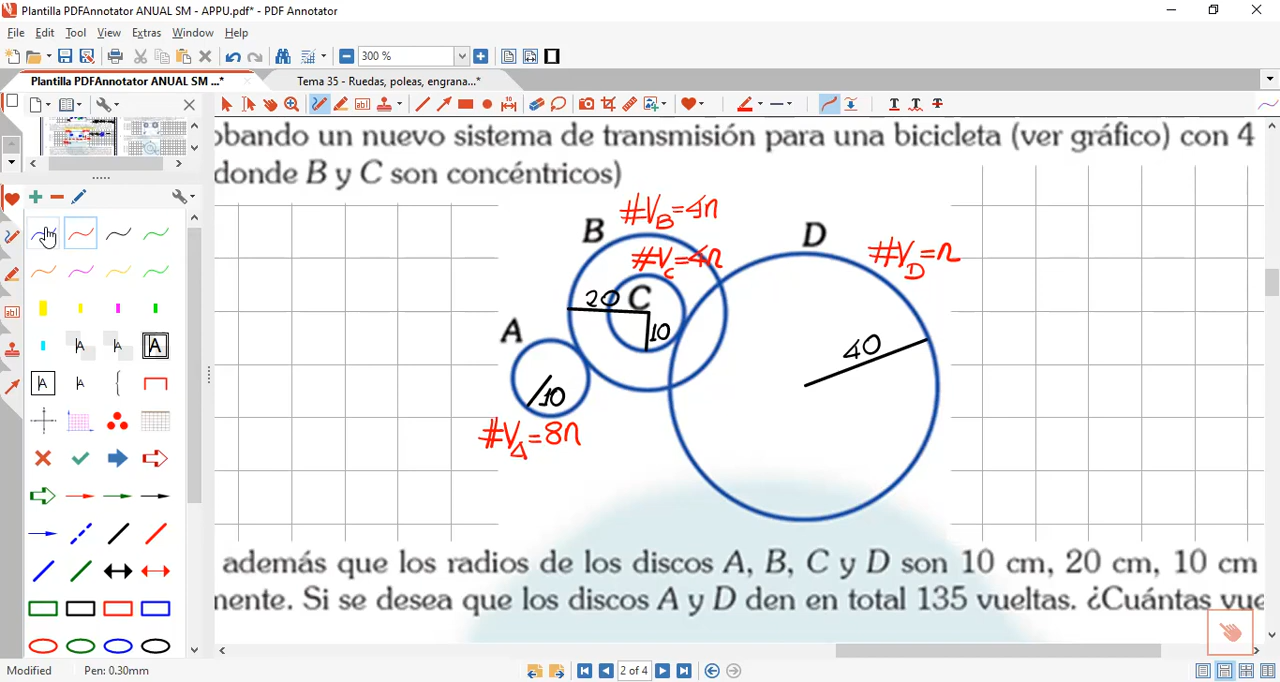 Plantilla PDFAnnotator ANUAL SM - APPU.pdf* - PDF Annotator
File Edit Tool View Extras Window Help
300 %
Plantilla PDFAnnotator ANUAL SM ...* Tema 35 - Ruedas, poleas, engrana...*
obando un nuevo sistema de transmisión para una bicicleta (ver gráfico) con 4
donde B y C son concéntricos)
#V_B=4n
B
D
#V_C=4n
#V_D=n
20
C
A
10
40
10
#V_A=8n
además que los radios de los discos A, B, C y D son 10 cm, 20 cm, 10 cm
mente. Si se desea que los discos A y D den en total 135 vueltas. ¿Cuántas vue
Modified Pen: 0.30mm 2 of 4